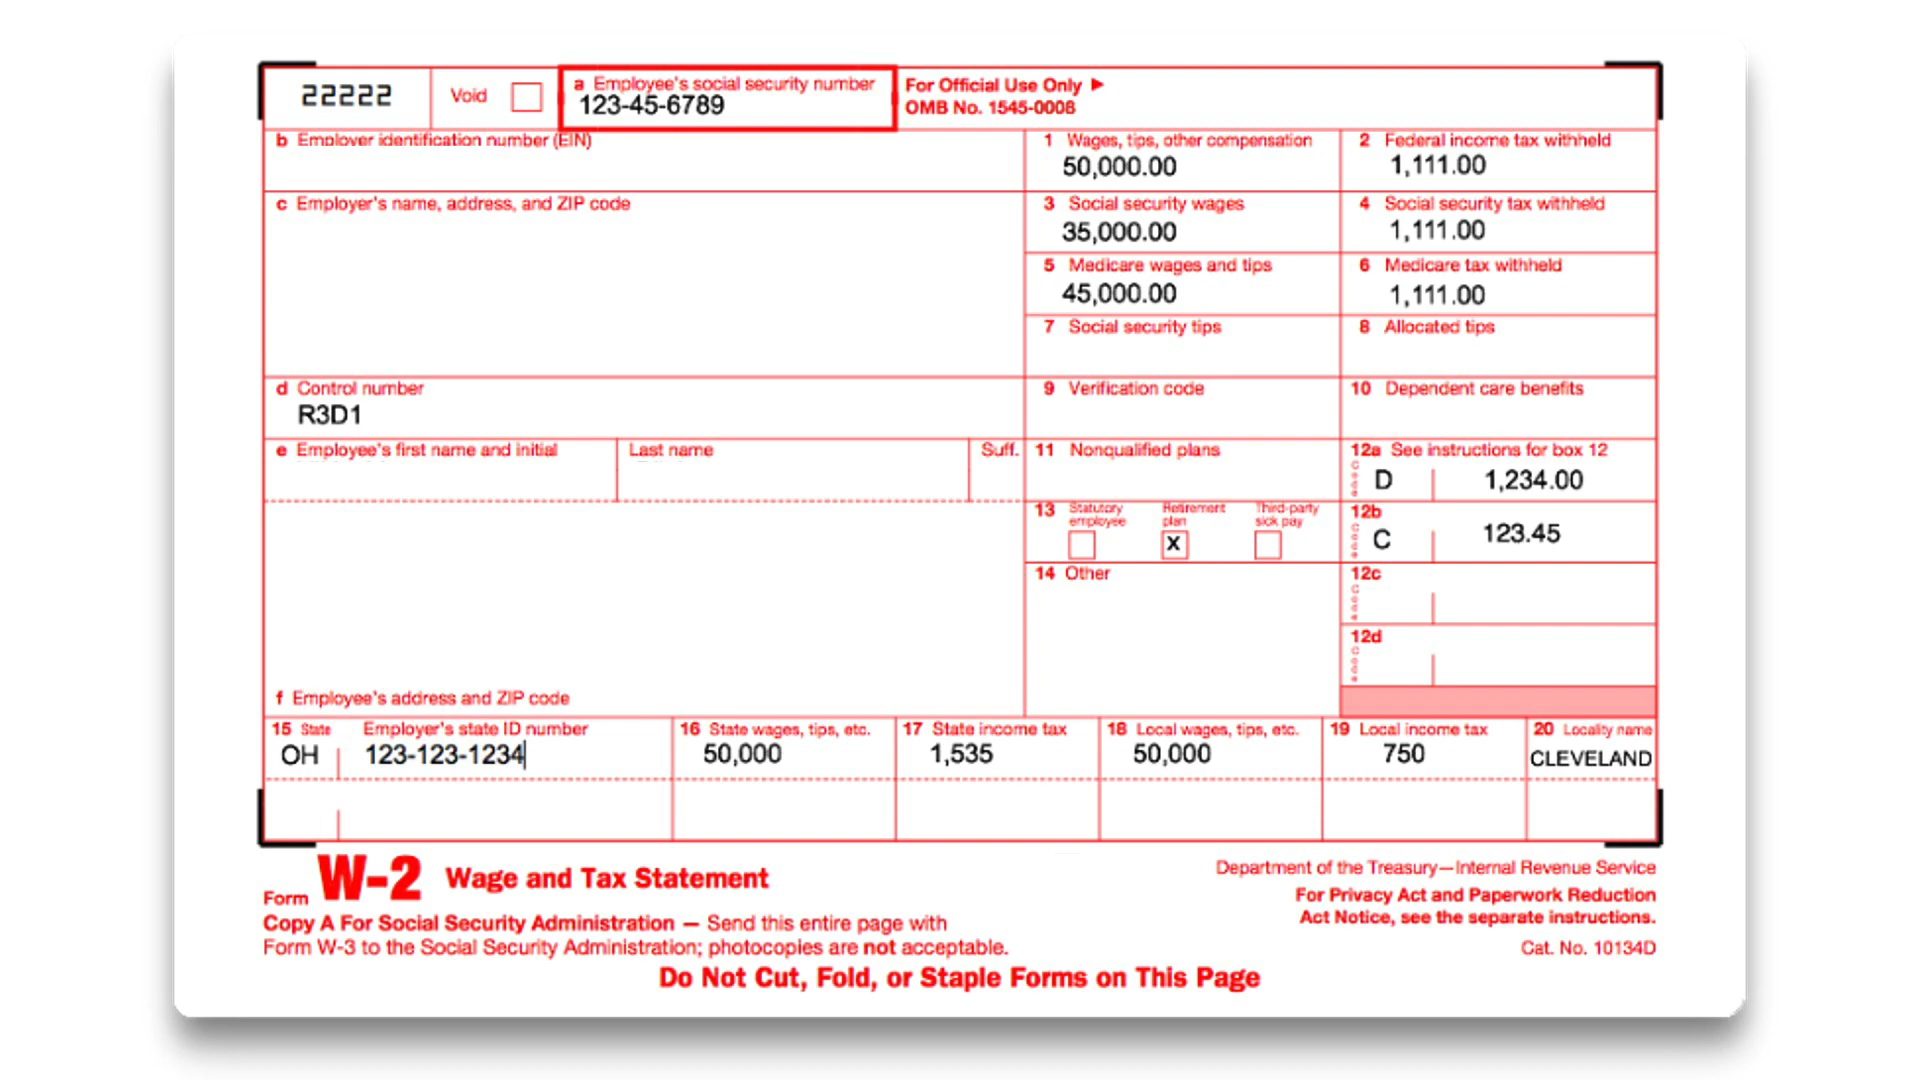 22222
Void
a Employee's social security number
123-45-6789
For Official Use Only ▶
OMB No. 1545-0008
b Employer identification number (EIN)
1 Wages, tips, other compensation
50,000.00
2 Federal income tax withheld
1,111.00
c Employer's name, address, and ZIP code
3 Social security wages
35,000.00
4 Social security tax withheld
1,111.00
5 Medicare wages and tips
45,000.00
6 Medicare tax withheld
1,111.00
7 Social security tips
8 Allocated tips
d Control number
R3D1
9 Verification code
10 Dependent care benefits
e Employee's first name and initial
Last name
Suff.
11 Nonqualified plans
12a See instructions for box 12
Code
D 1,234.00
13 Statutory employee
Retirement plan
X
Third-party sick pay
12b
Code
C 123.45
14 Other
12c
Code
12d
Code
f Employee's address and ZIP code
15 State
OH
Employer's state ID number
123-123-1234
16 State wages, tips, etc.
50,000
17 State income tax
1,535
18 Local wages, tips, etc.
50,000
19 Local income tax
750
20 Locality name
CLEVELAND
Form W-2 Wage and Tax Statement
Copy A For Social Security Administration — Send this entire page with
Form W-3 to the Social Security Administration; photocopies are not acceptable.
Department of the Treasury—Internal Revenue Service
For Privacy Act and Paperwork Reduction
Act Notice, see the separate instructions.
Cat. No. 10134D
Do Not Cut, Fold, or Staple Forms on This Page